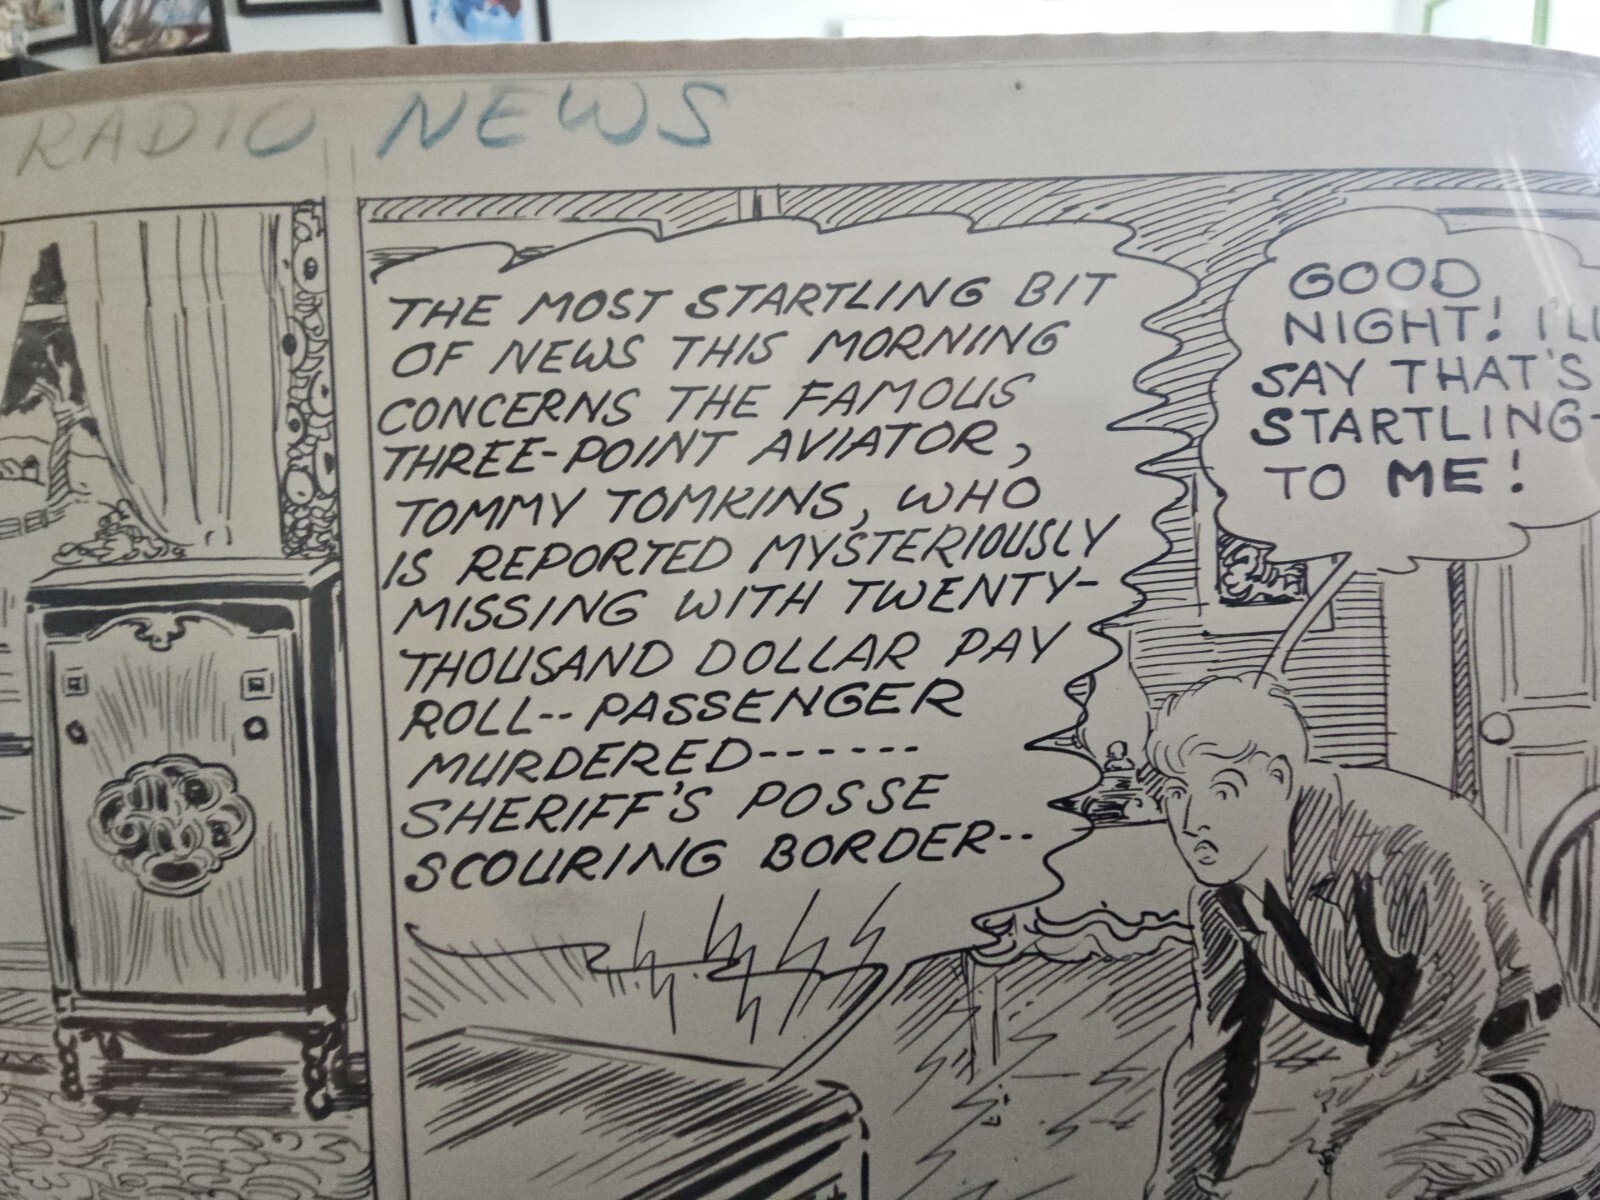 RADIO NEWS
THE MOST STARTLING BIT
OF NEWS THIS MORNING
CONCERNS THE FAMOUS
THREE-POINT AVIATOR,
TOMMY TOMKINS, WHO
IS REPORTED MYSTERIOUSLY
MISSING WITH TWENTY-
THOUSAND DOLLAR PAY
ROLL-- PASSENGER
MURDERED------
SHERIFF'S POSSE
SCOURING BORDER--
GOOD
NIGHT! I'LL
SAY THAT'S
STARTLING-
TO ME!